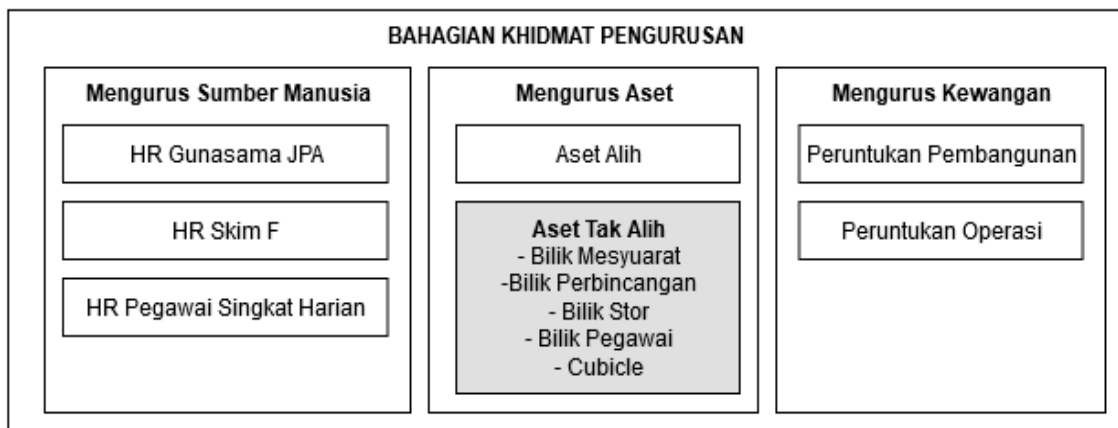 BAHAGIAN KHIDMAT PENGURUSAN
Mengurus Sumber Manusia
HR Gunasama JPA
HR Skim F
HR Pegawai Singkat Harian
Mengurus Aset
Aset Alih
Aset Tak Alih
- Bilik Mesyuarat
-Bilik Perbincangan
- Bilik Stor
- Bilik Pegawai
- Cubicle
Mengurus Kewangan
Peruntukan Pembangunan
Peruntukan Operasi